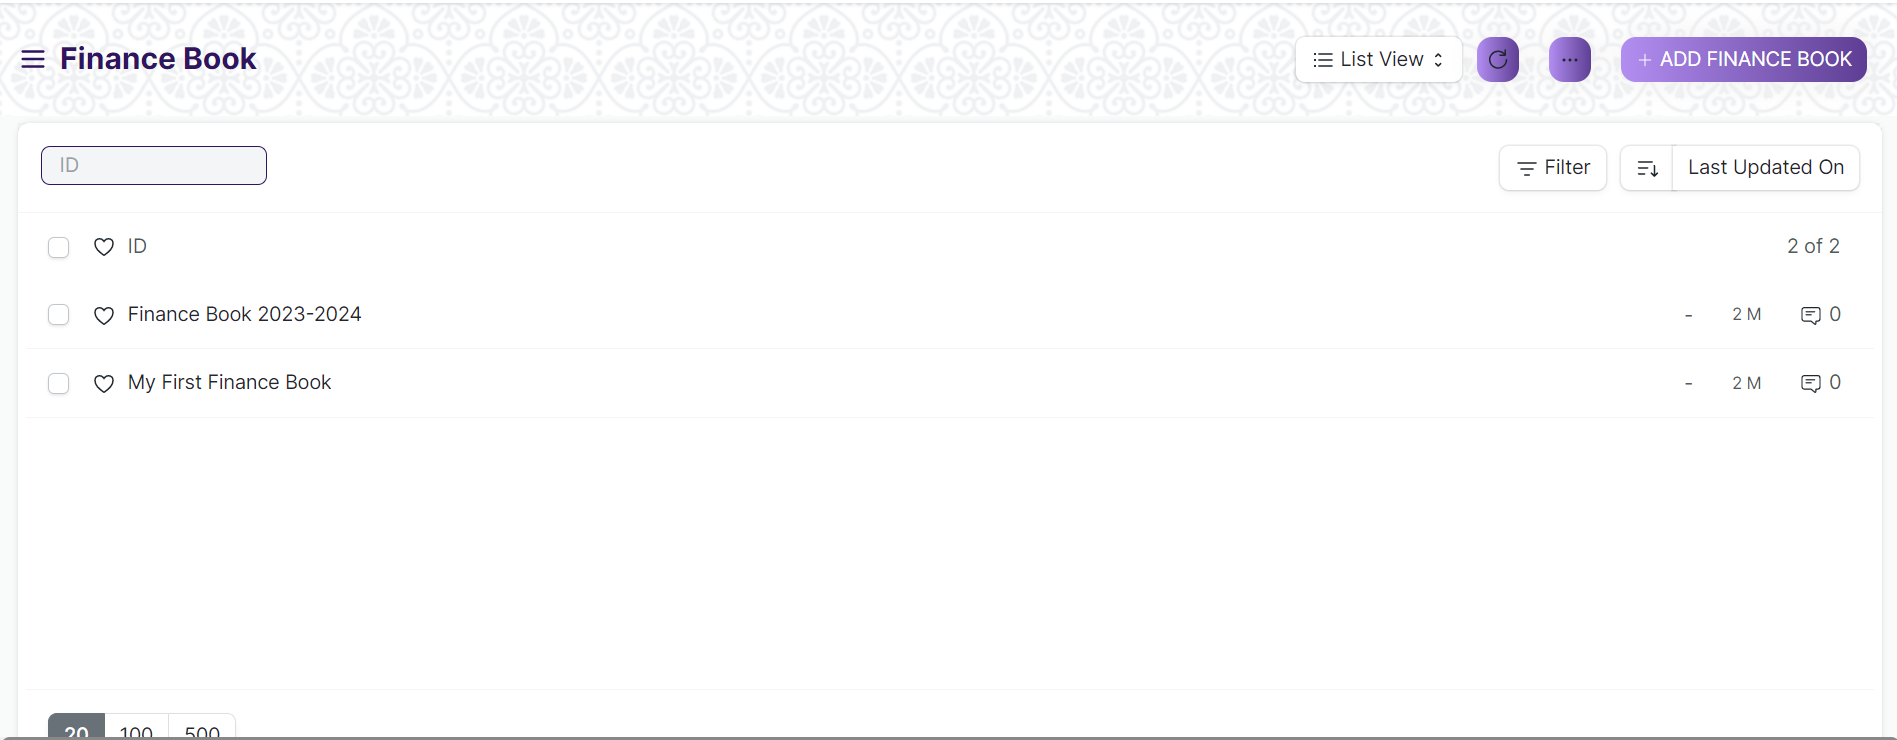 Finance Book
List View
ADD FINANCE BOOK
ID
Filter
Last Updated On
ID
2 of 2
Finance Book 2023-2024
- 2 M 0
My First Finance Book
- 2 M 0
20 100 500